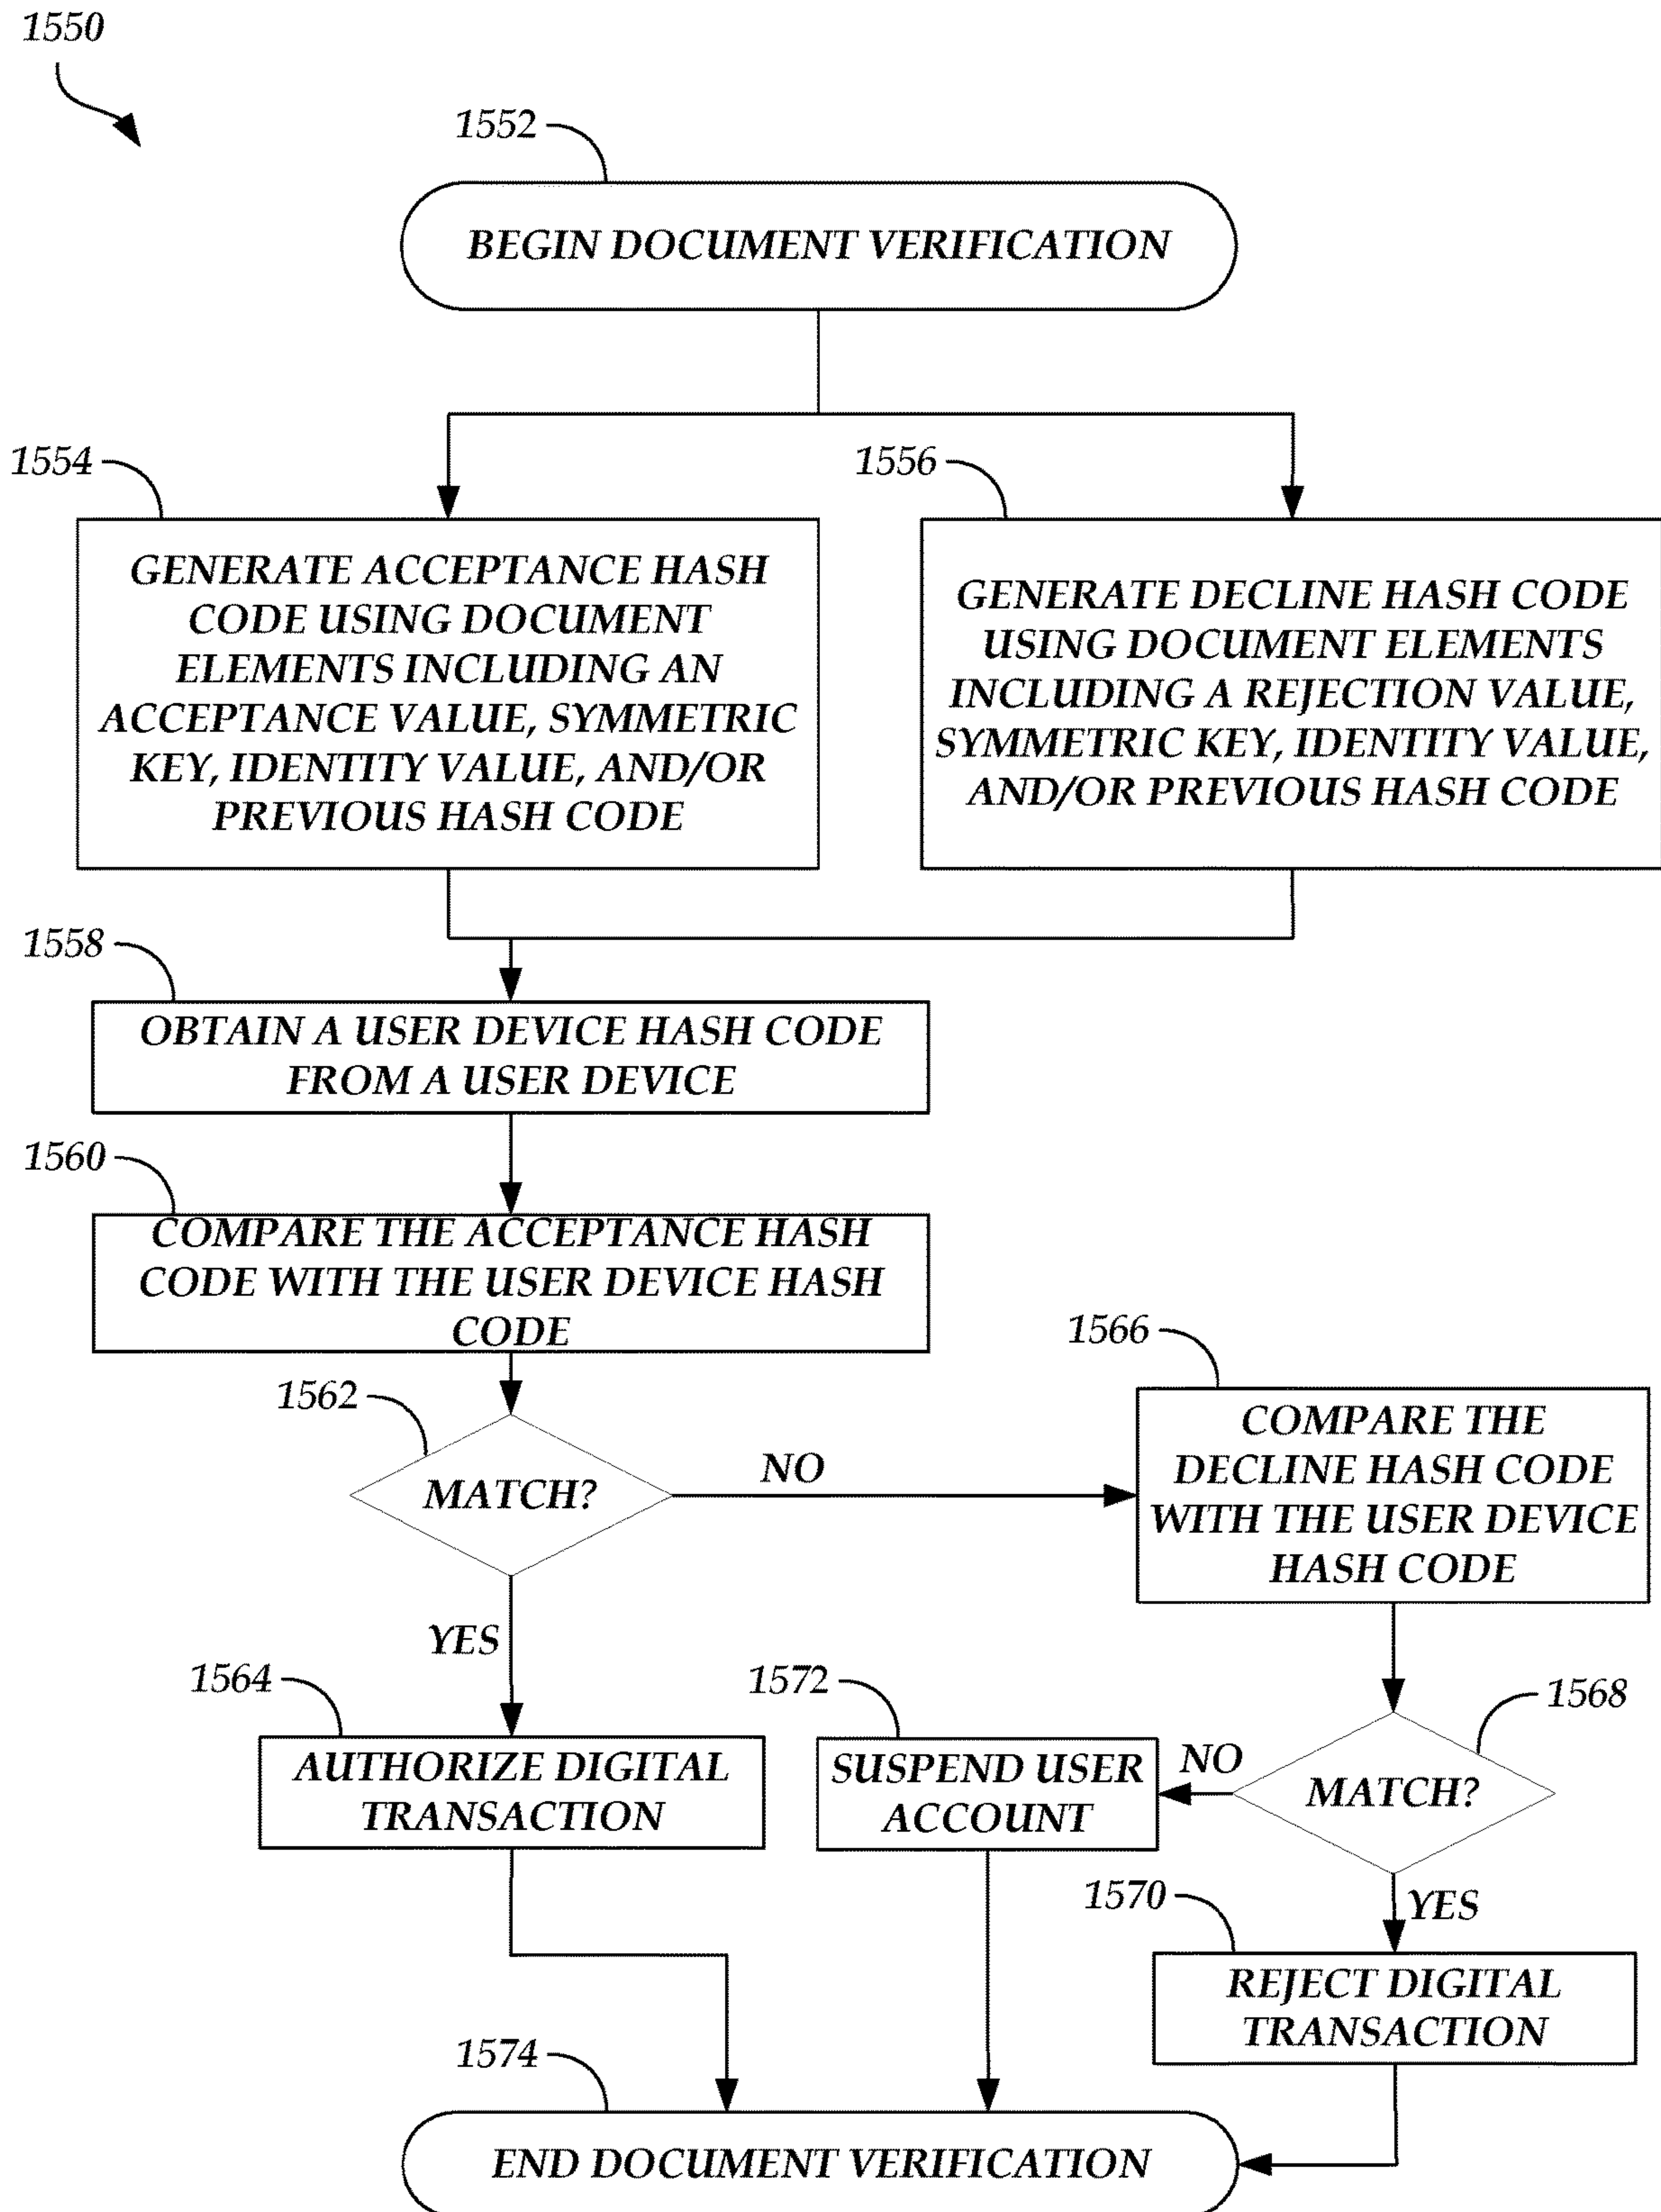 1550
1552
BEGIN DOCUMENT VERIFICATION
1554
GENERATE ACCEPTANCE HASH
CODE USING DOCUMENT
ELEMENTS INCLUDING AN
ACCEPTANCE VALUE, SYMMETRIC
KEY, IDENTITY VALUE, AND/OR
PREVIOUS HASH CODE
1556
GENERATE DECLINE HASH CODE
USING DOCUMENT ELEMENTS
INCLUDING A REJECTION VALUE,
SYMMETRIC KEY, IDENTITY VALUE,
AND/OR PREVIOUS HASH CODE
1558
OBTAIN A USER DEVICE HASH CODE
FROM A USER DEVICE
1560
COMPARE THE ACCEPTANCE HASH
CODE WITH THE USER DEVICE HASH
CODE
1562
MATCH?
NO
1566
COMPARE THE
DECLINE HASH CODE
WITH THE USER DEVICE
HASH CODE
YES
1564
AUTHORIZE DIGITAL
TRANSACTION
1572
SUSPEND USER
ACCOUNT
NO
1568
MATCH?
YES
1570
REJECT DIGITAL
TRANSACTION
1574
END DOCUMENT VERIFICATION